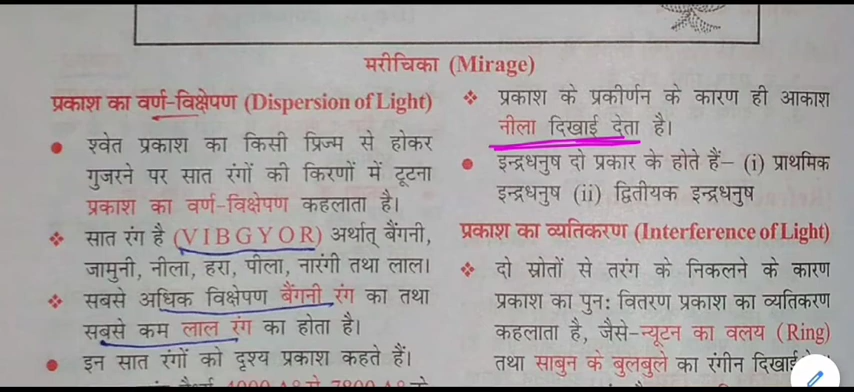 मरीचिका (Mirage)
प्रकाश का वर्ण-विक्षेपण (Dispersion of Light)
● श्वेत प्रकाश का किसी प्रिज्म से होकर
गुजरने पर सात रंगों की किरणों में टूटना
प्रकाश का वर्ण-विक्षेपण कहलाता है।
❖ सात रंग है (V I B G Y O R) अर्थात् बैंगनी,
जामुनी, नीला, हरा, पीला, नारंगी तथा लाल।
❖ सबसे अधिक विक्षेपण बैंगनी रंग का तथा
सबसे कम लाल रंग का होता है।
● इन सात रंगों को दृश्य प्रकाश कहते हैं।
4000 A° से 7800 A°
❖ प्रकाश के प्रकीर्णन के कारण ही आकाश
नीला दिखाई देता है।
● इन्द्रधनुष दो प्रकार के होते हैं– (i) प्राथमिक
इन्द्रधनुष (ii) द्वितीयक इन्द्रधनुष
प्रकाश का व्यतिकरण (Interference of Light)
❖ दो स्रोतों से तरंग के निकलने के कारण
प्रकाश का पुन: वितरण प्रकाश का व्यतिकरण
कहलाता है, जैसे–न्यूटन का वलय (Ring)
तथा साबुन के बुलबुले का रंगीन